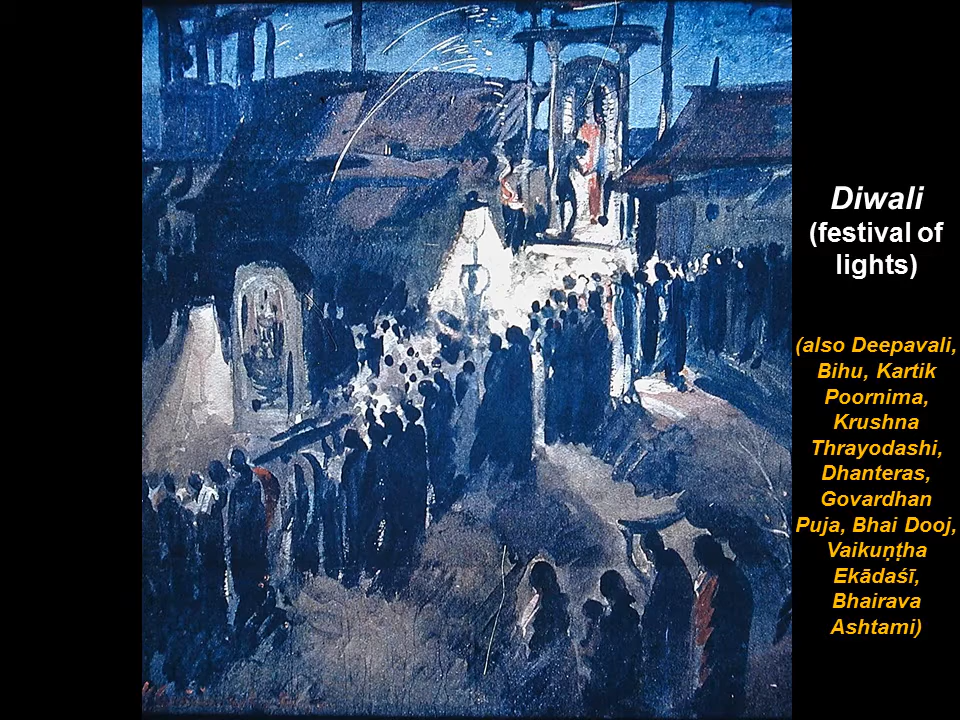 Diwali
(festival of
lights)
(also Deepavali,
Bihu, Kartik
Poornima,
Krushna
Thrayodashi,
Dhanteras,
Govardhan
Puja, Bhai Dooj,
Vaikuṇṭha
Ekādaśī,
Bhairava
Ashtami)